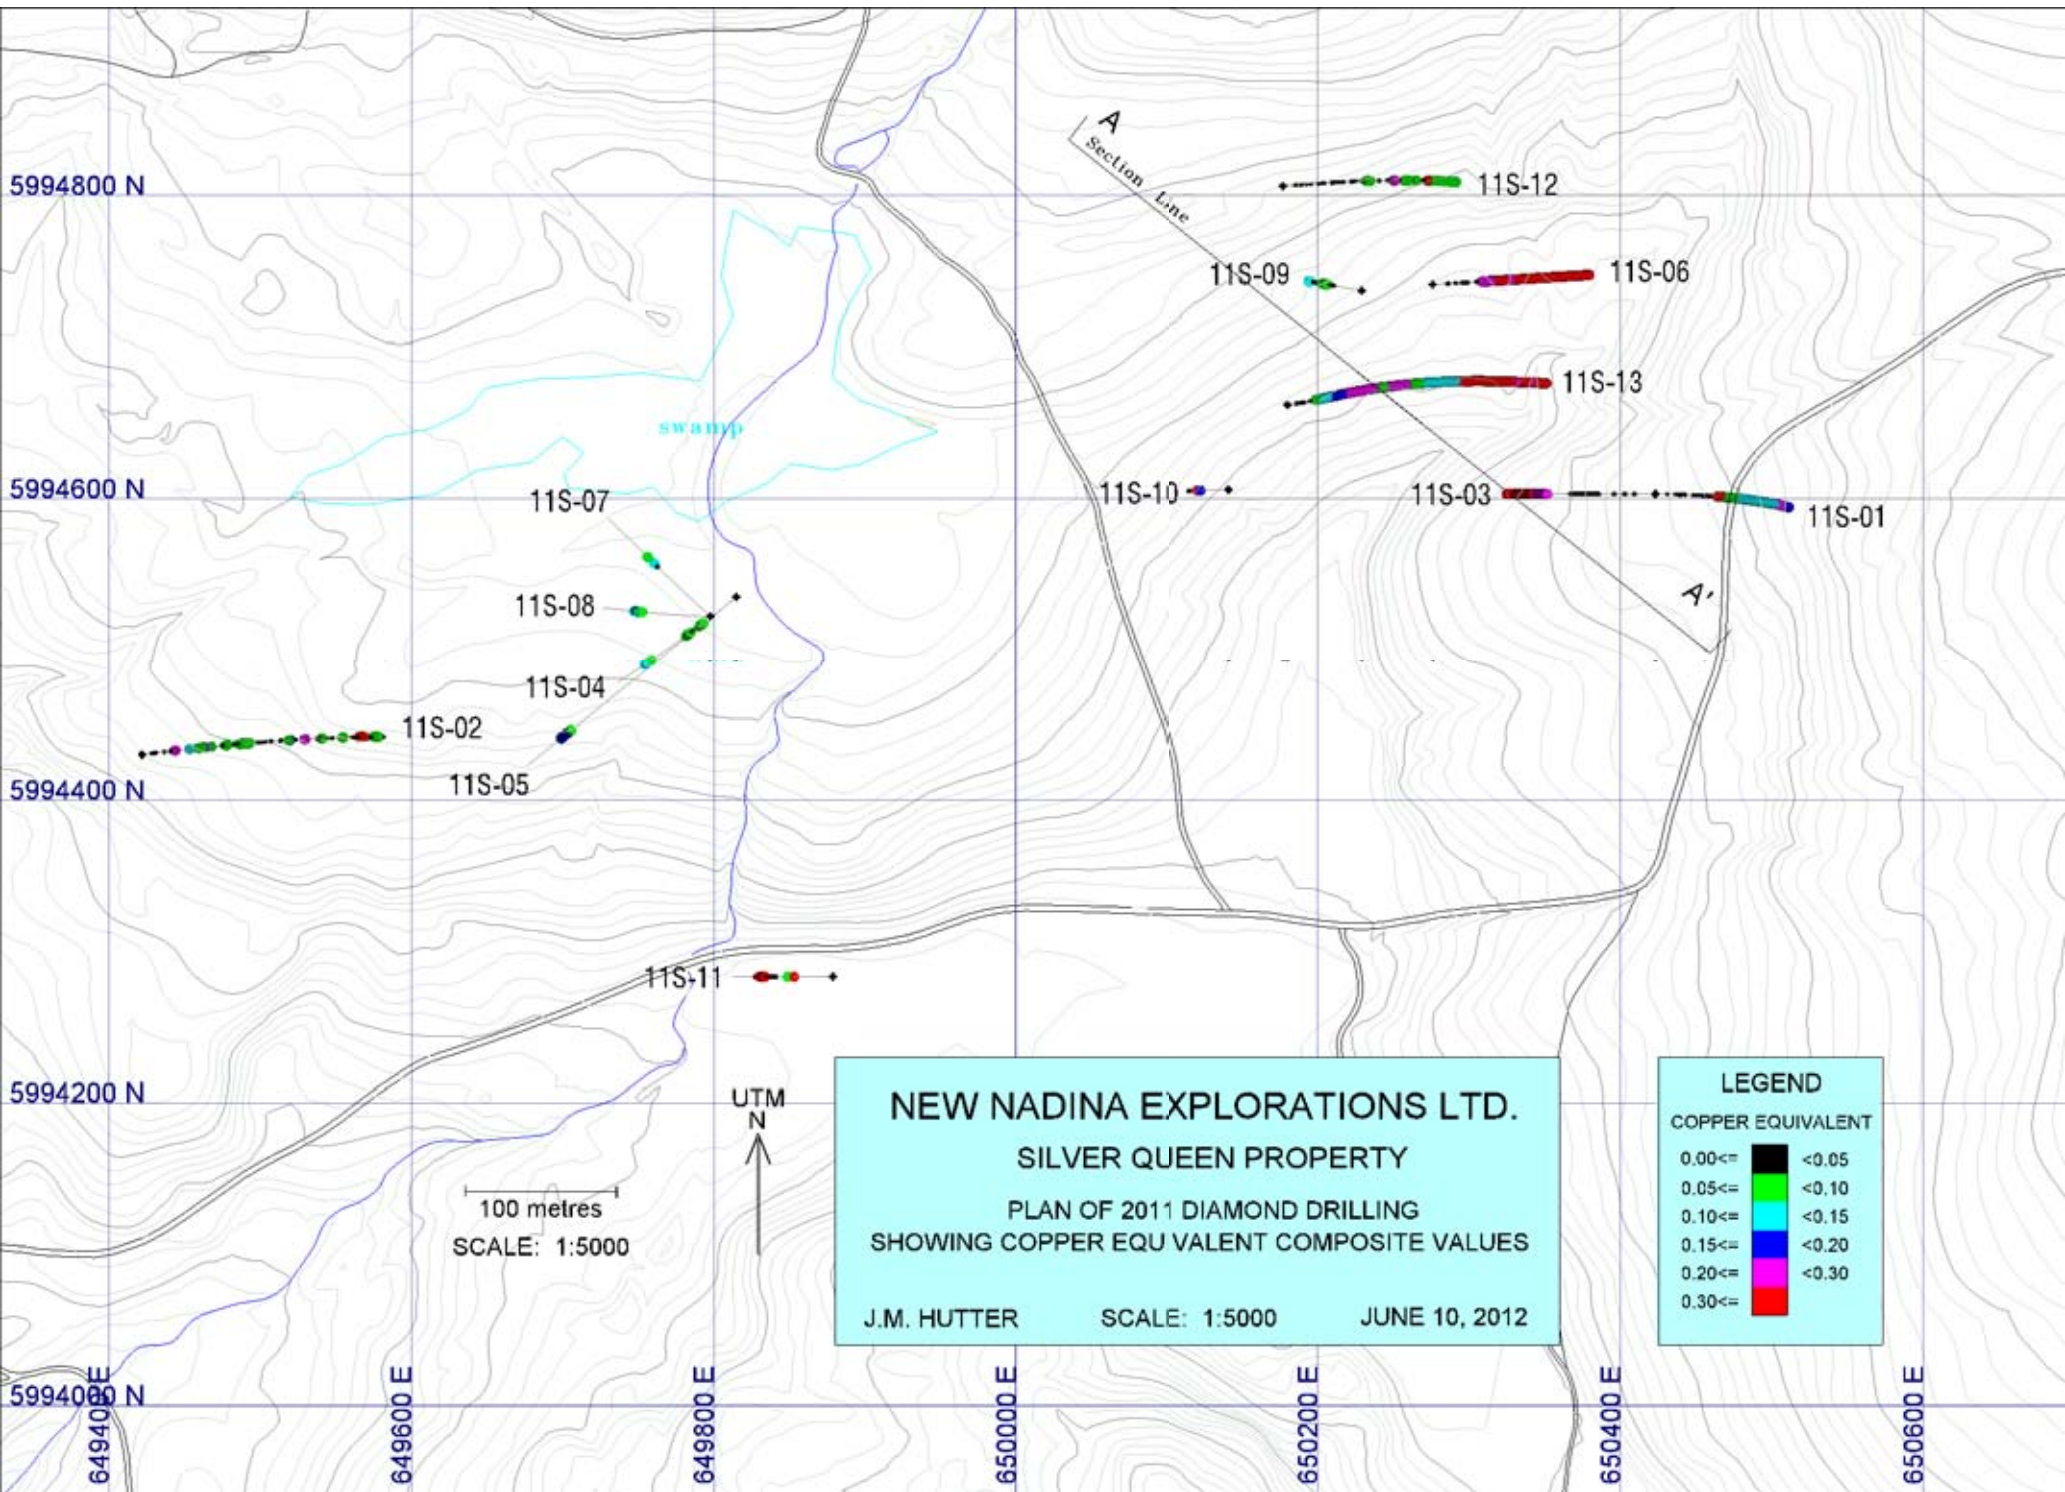 A
Section Line
5994800 N
11S-12
11S-09
11S-06
11S-13
swamp
5994600 N
11S-07
11S-10
11S-03
11S-01
11S-08
A'
11S-04
11S-02
11S-05
5994400 N
11S-11
5994200 N
UTM
N
100 metres
SCALE: 1:5000
NEW NADINA EXPLORATIONS LTD.
SILVER QUEEN PROPERTY
PLAN OF 2011 DIAMOND DRILLING
SHOWING COPPER EQU VALENT COMPOSITE VALUES
J.M. HUTTER SCALE: 1:5000 JUNE 10, 2012
LEGEND
COPPER EQUIVALENT
0.00<= <0.05
0.05<= <0.10
0.10<= <0.15
0.15<= <0.20
0.20<= <0.30
0.30<=
5994000 N
649400 E
649600 E
649800 E
650000 E
650200 E
650400 E
650600 E